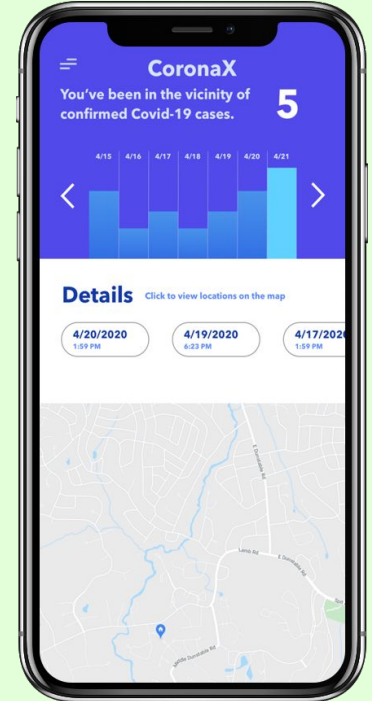 CoronaX
You've been in the vicinity of
confirmed Covid-19 cases.
5
4/15 4/16 4/17 4/18 4/19 4/20 4/21
Details Click to view locations on the map
4/20/2020 4/19/2020 4/17/202
1:59 PM 6:23 PM 1:59 PM
E Dunstable Rd
Lamb Rd
E Dunstable Rd
Middle Dunstable Rd